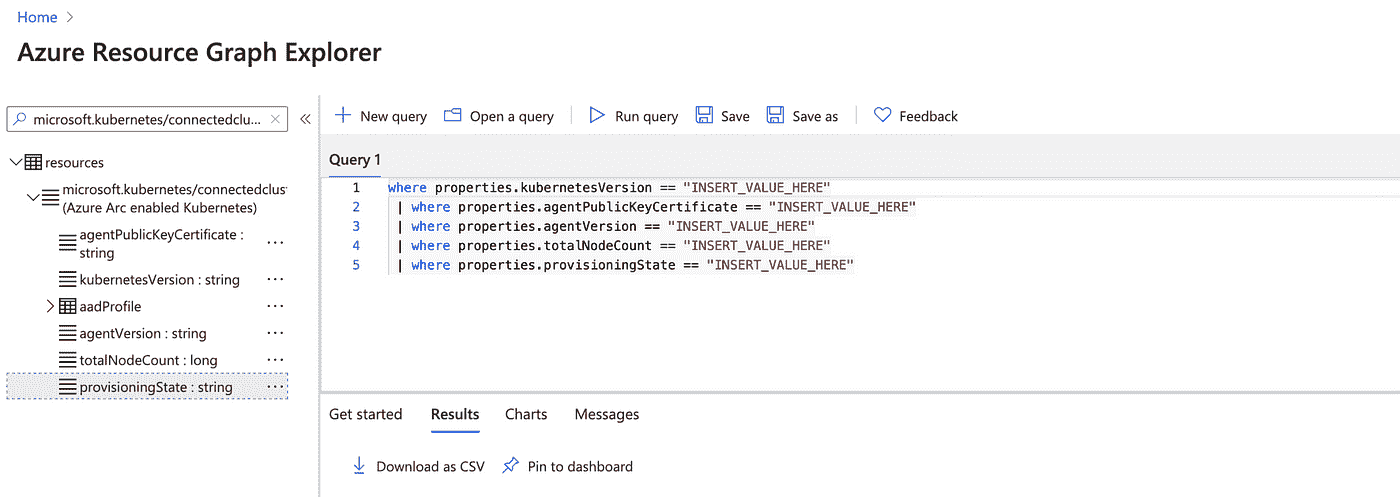 Home
Azure Resource Graph Explorer
microsoft.kubernetes/connectedclu...
New query
Open a query
Run query
Save
Save as
Feedback
resources
microsoft.kubernetes/connectedclust
(Azure Arc enabled Kubernetes)
agentPublicKeyCertificate :
string
kubernetesVersion : string
aadProfile
agentVersion : string
totalNodeCount : long
provisioningState : string
Query 1
1 where properties.kubernetesVersion == "INSERT_VALUE_HERE"
2 | where properties.agentPublicKeyCertificate == "INSERT_VALUE_HERE"
3 | where properties.agentVersion == "INSERT_VALUE_HERE"
4 | where properties.totalNodeCount == "INSERT_VALUE_HERE"
5 | where properties.provisioningState == "INSERT_VALUE_HERE"
Get started
Results
Charts
Messages
Download as CSV
Pin to dashboard